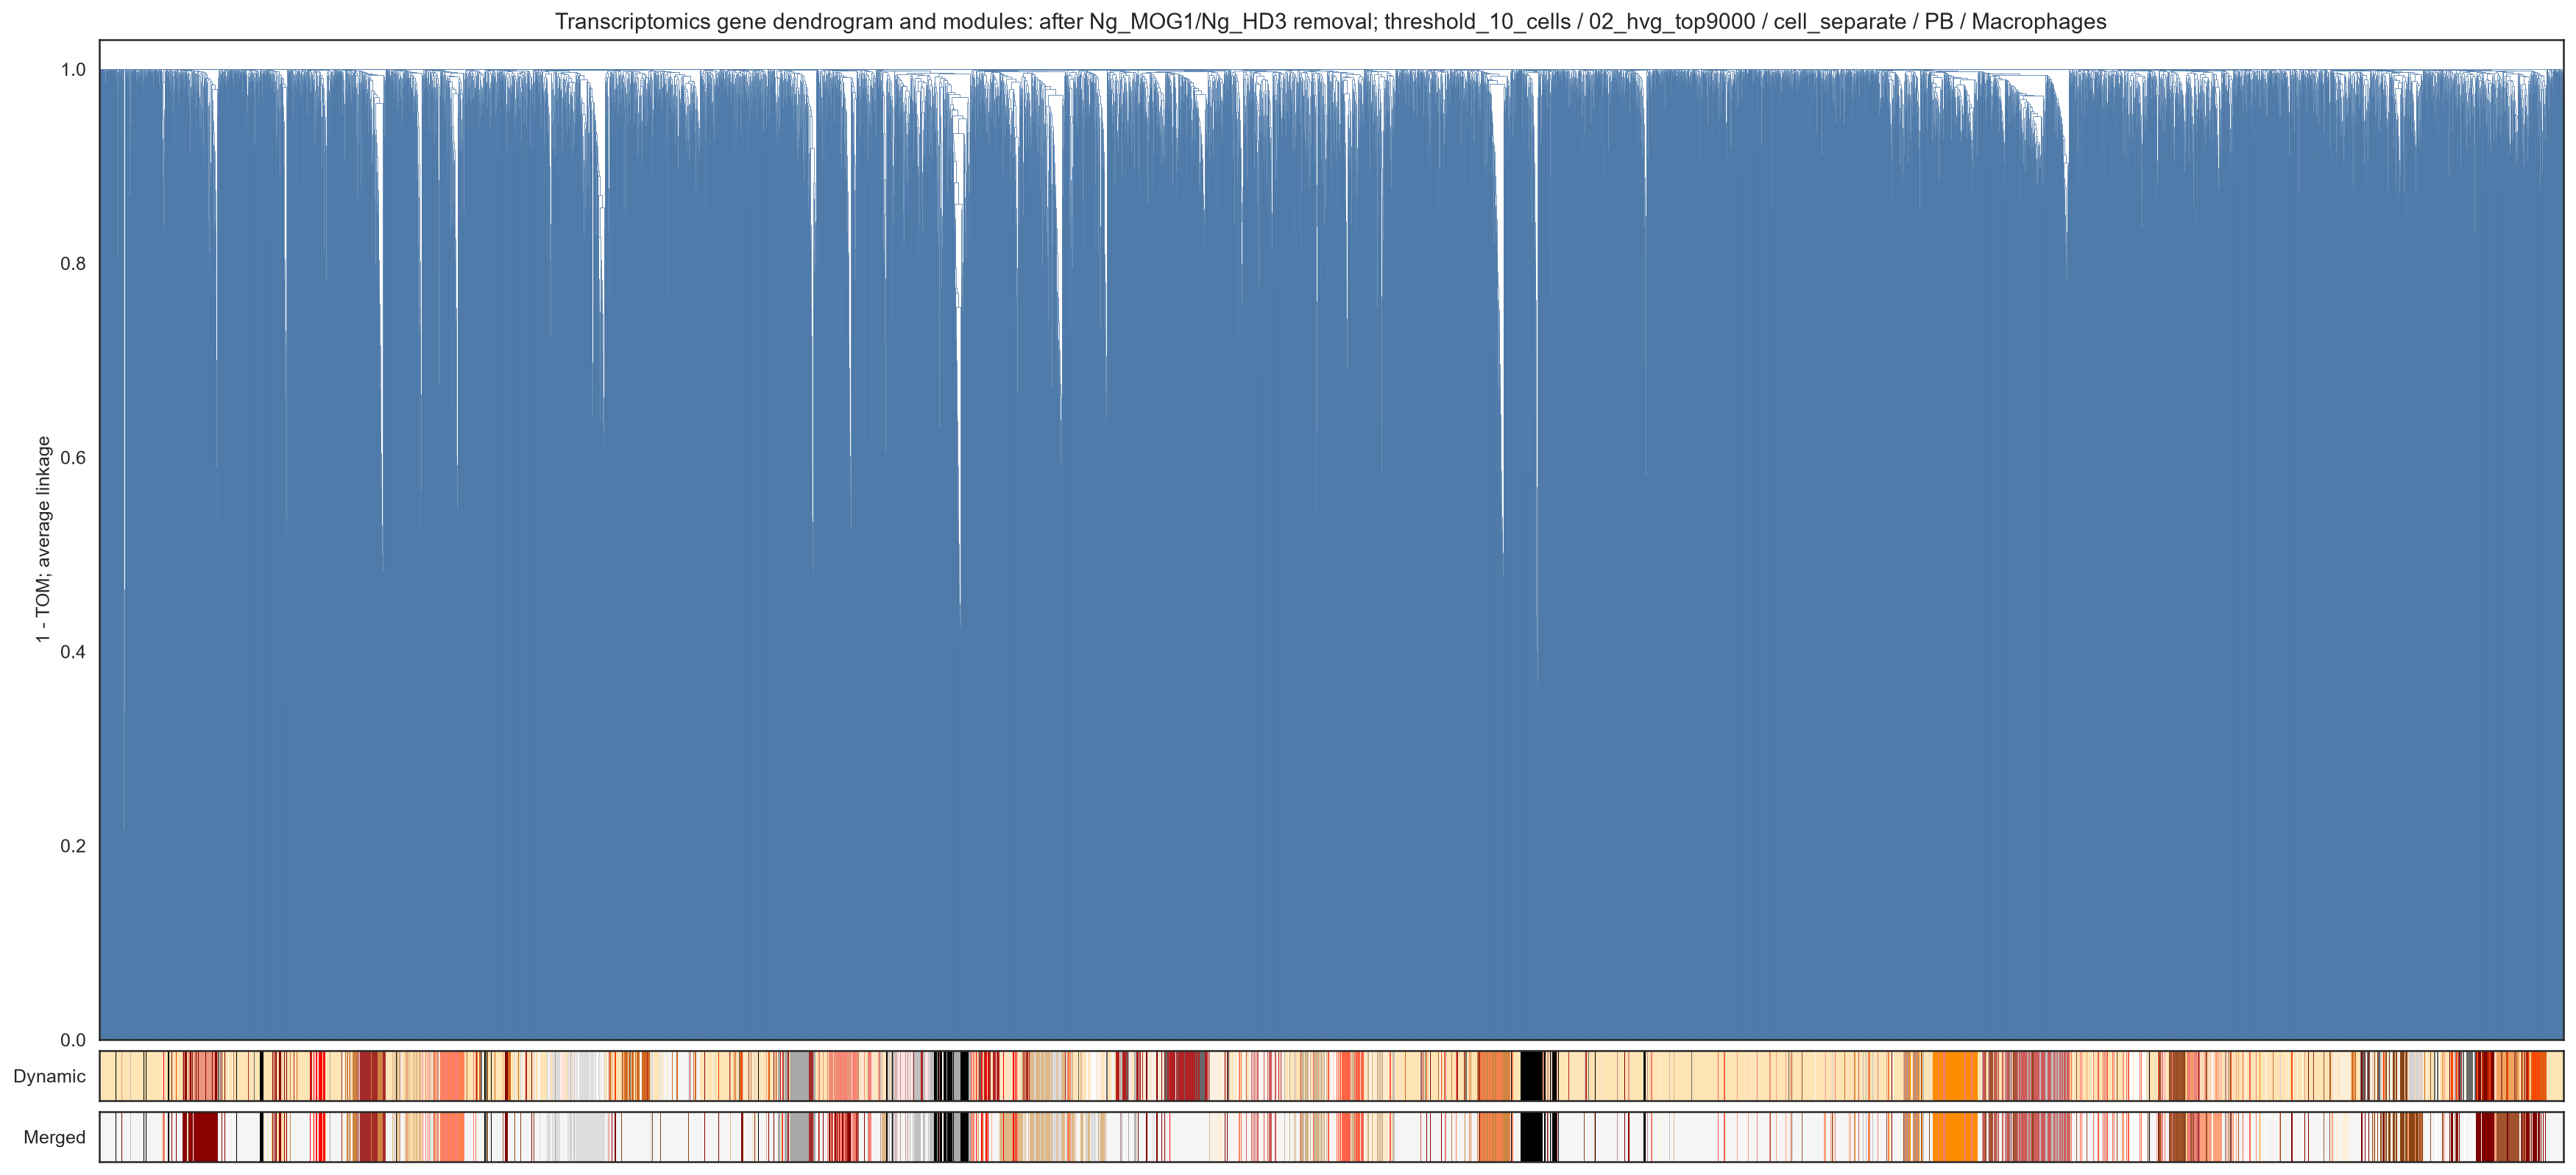 Transcriptomics gene dendrogram and modules: after Ng_MOG1/Ng_HD3 removal; threshold_10_cells / 02_hvg_top9000 / cell_separate / PB / Macrophages
1.0
0.8
0.6
0.4
0.2
0.0
1 - TOM; average linkage
Dynamic
Merged